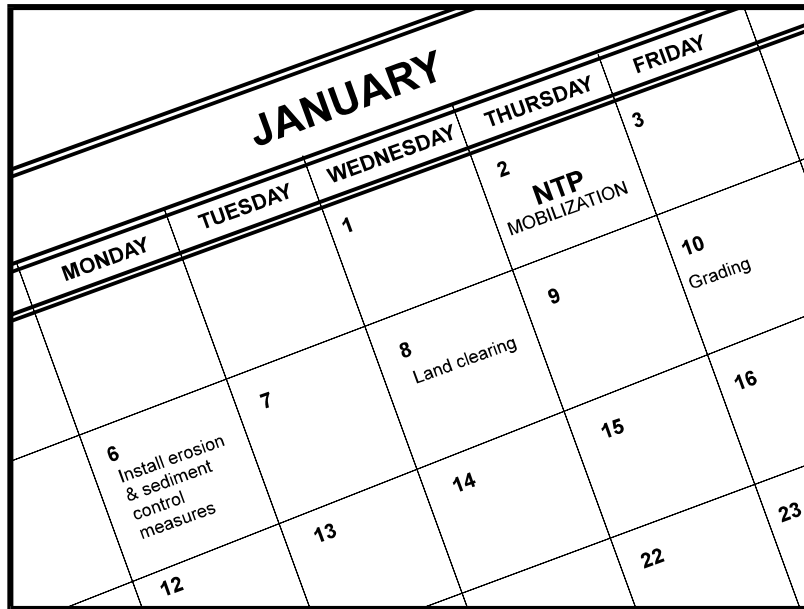 JANUARY
MONDAY TUESDAY WEDNESDAY THURSDAY FRIDAY
1 2 3
NTP
MOBILIZATION
6 7 8 9 10
Install erosion
& sediment
control
measures
Land clearing
Grading
12 13 14 15 16
22 23